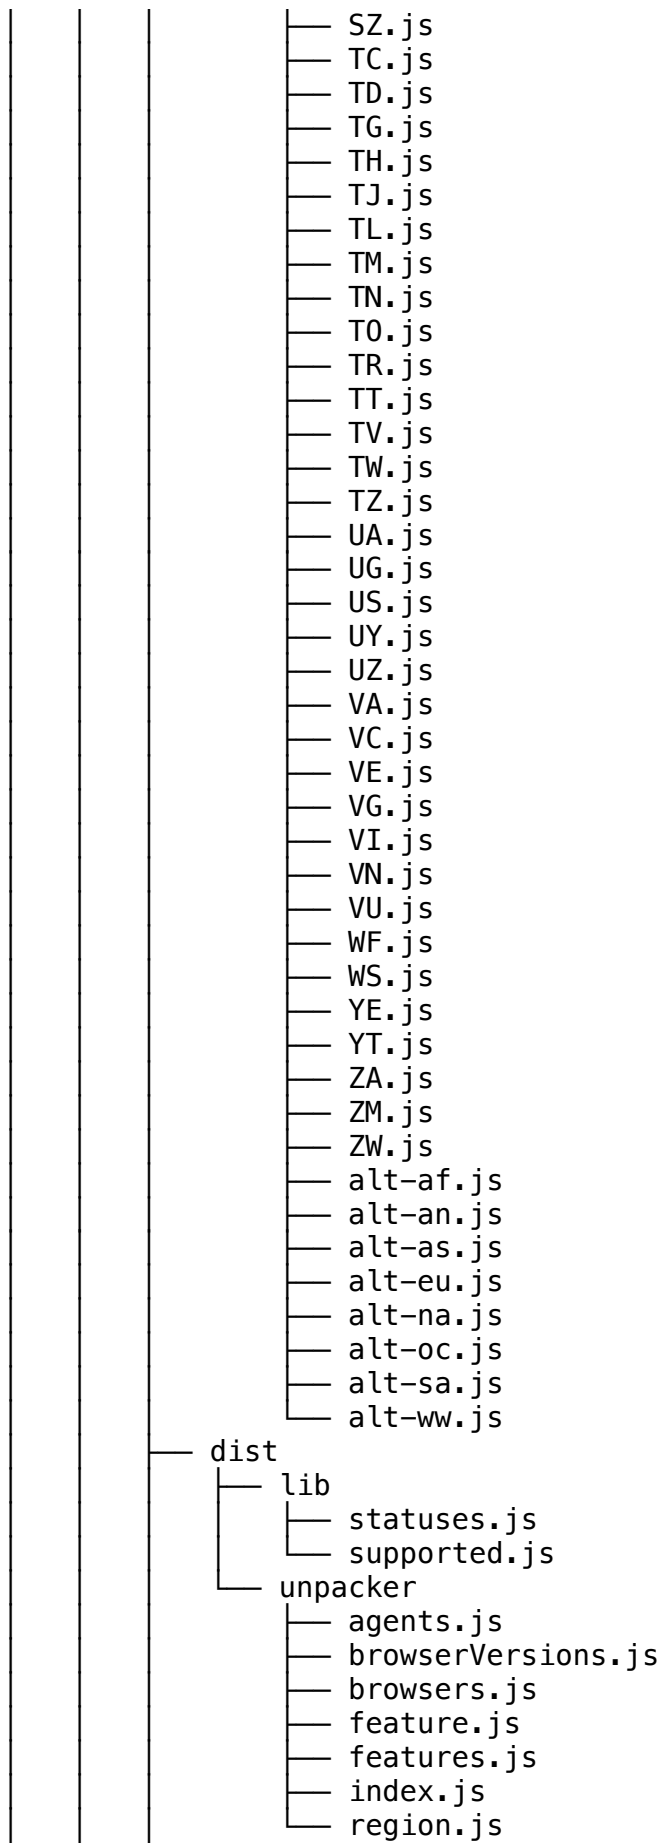 │   │   │       ├── SZ.js
│   │   │       ├── TC.js
│   │   │       ├── TD.js
│   │   │       ├── TG.js
│   │   │       ├── TH.js
│   │   │       ├── TJ.js
│   │   │       ├── TL.js
│   │   │       ├── TM.js
│   │   │       ├── TN.js
│   │   │       ├── TO.js
│   │   │       ├── TR.js
│   │   │       ├── TT.js
│   │   │       ├── TV.js
│   │   │       ├── TW.js
│   │   │       ├── TZ.js
│   │   │       ├── UA.js
│   │   │       ├── UG.js
│   │   │       ├── US.js
│   │   │       ├── UY.js
│   │   │       ├── UZ.js
│   │   │       ├── VA.js
│   │   │       ├── VC.js
│   │   │       ├── VE.js
│   │   │       ├── VG.js
│   │   │       ├── VI.js
│   │   │       ├── VN.js
│   │   │       ├── VU.js
│   │   │       ├── WF.js
│   │   │       ├── WS.js
│   │   │       ├── YE.js
│   │   │       ├── YT.js
│   │   │       ├── ZA.js
│   │   │       ├── ZM.js
│   │   │       ├── ZW.js
│   │   │       ├── alt-af.js
│   │   │       ├── alt-an.js
│   │   │       ├── alt-as.js
│   │   │       ├── alt-eu.js
│   │   │       ├── alt-na.js
│   │   │       ├── alt-oc.js
│   │   │       ├── alt-sa.js
│   │   │       └── alt-ww.js
│   │   ├── dist
│   │   │   ├── lib
│   │   │   │   ├── statuses.js
│   │   │   │   └── supported.js
│   │   │   └── unpacker
│   │   │       ├── agents.js
│   │   │       ├── browserVersions.js
│   │   │       ├── browsers.js
│   │   │       ├── feature.js
│   │   │       ├── features.js
│   │   │       ├── index.js
│   │   │       └── region.js